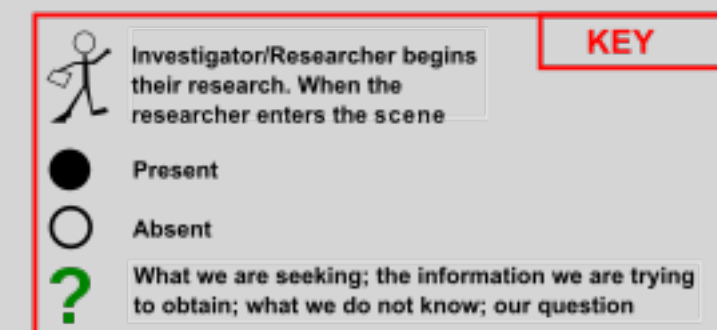 KEY
Investigator/Researcher begins
their research. When the
researcher enters the scene
Present
Absent
? What we are seeking; the information we are trying
to obtain; what we do not know; our question